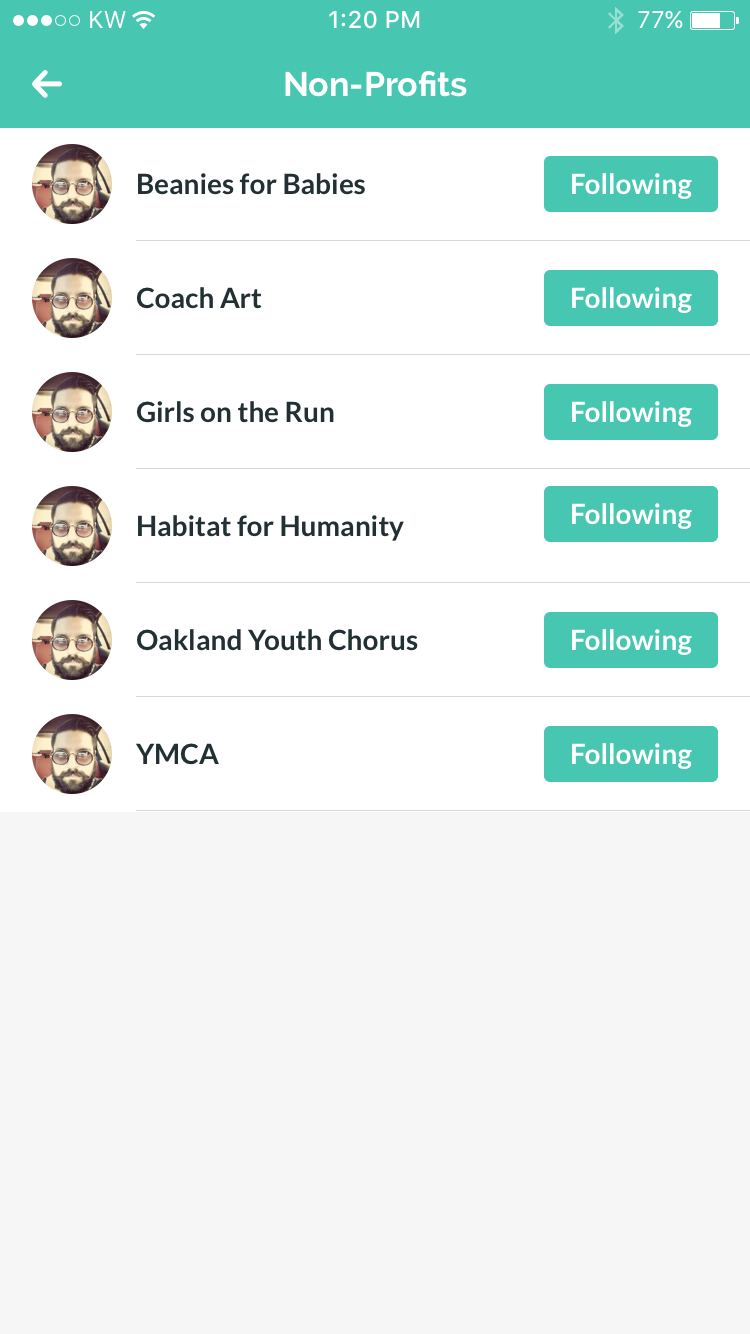 KW 1:20 PM 77%
Non-Profits
Beanies for Babies Following
Coach Art Following
Girls on the Run Following
Habitat for Humanity Following
Oakland Youth Chorus Following
YMCA Following